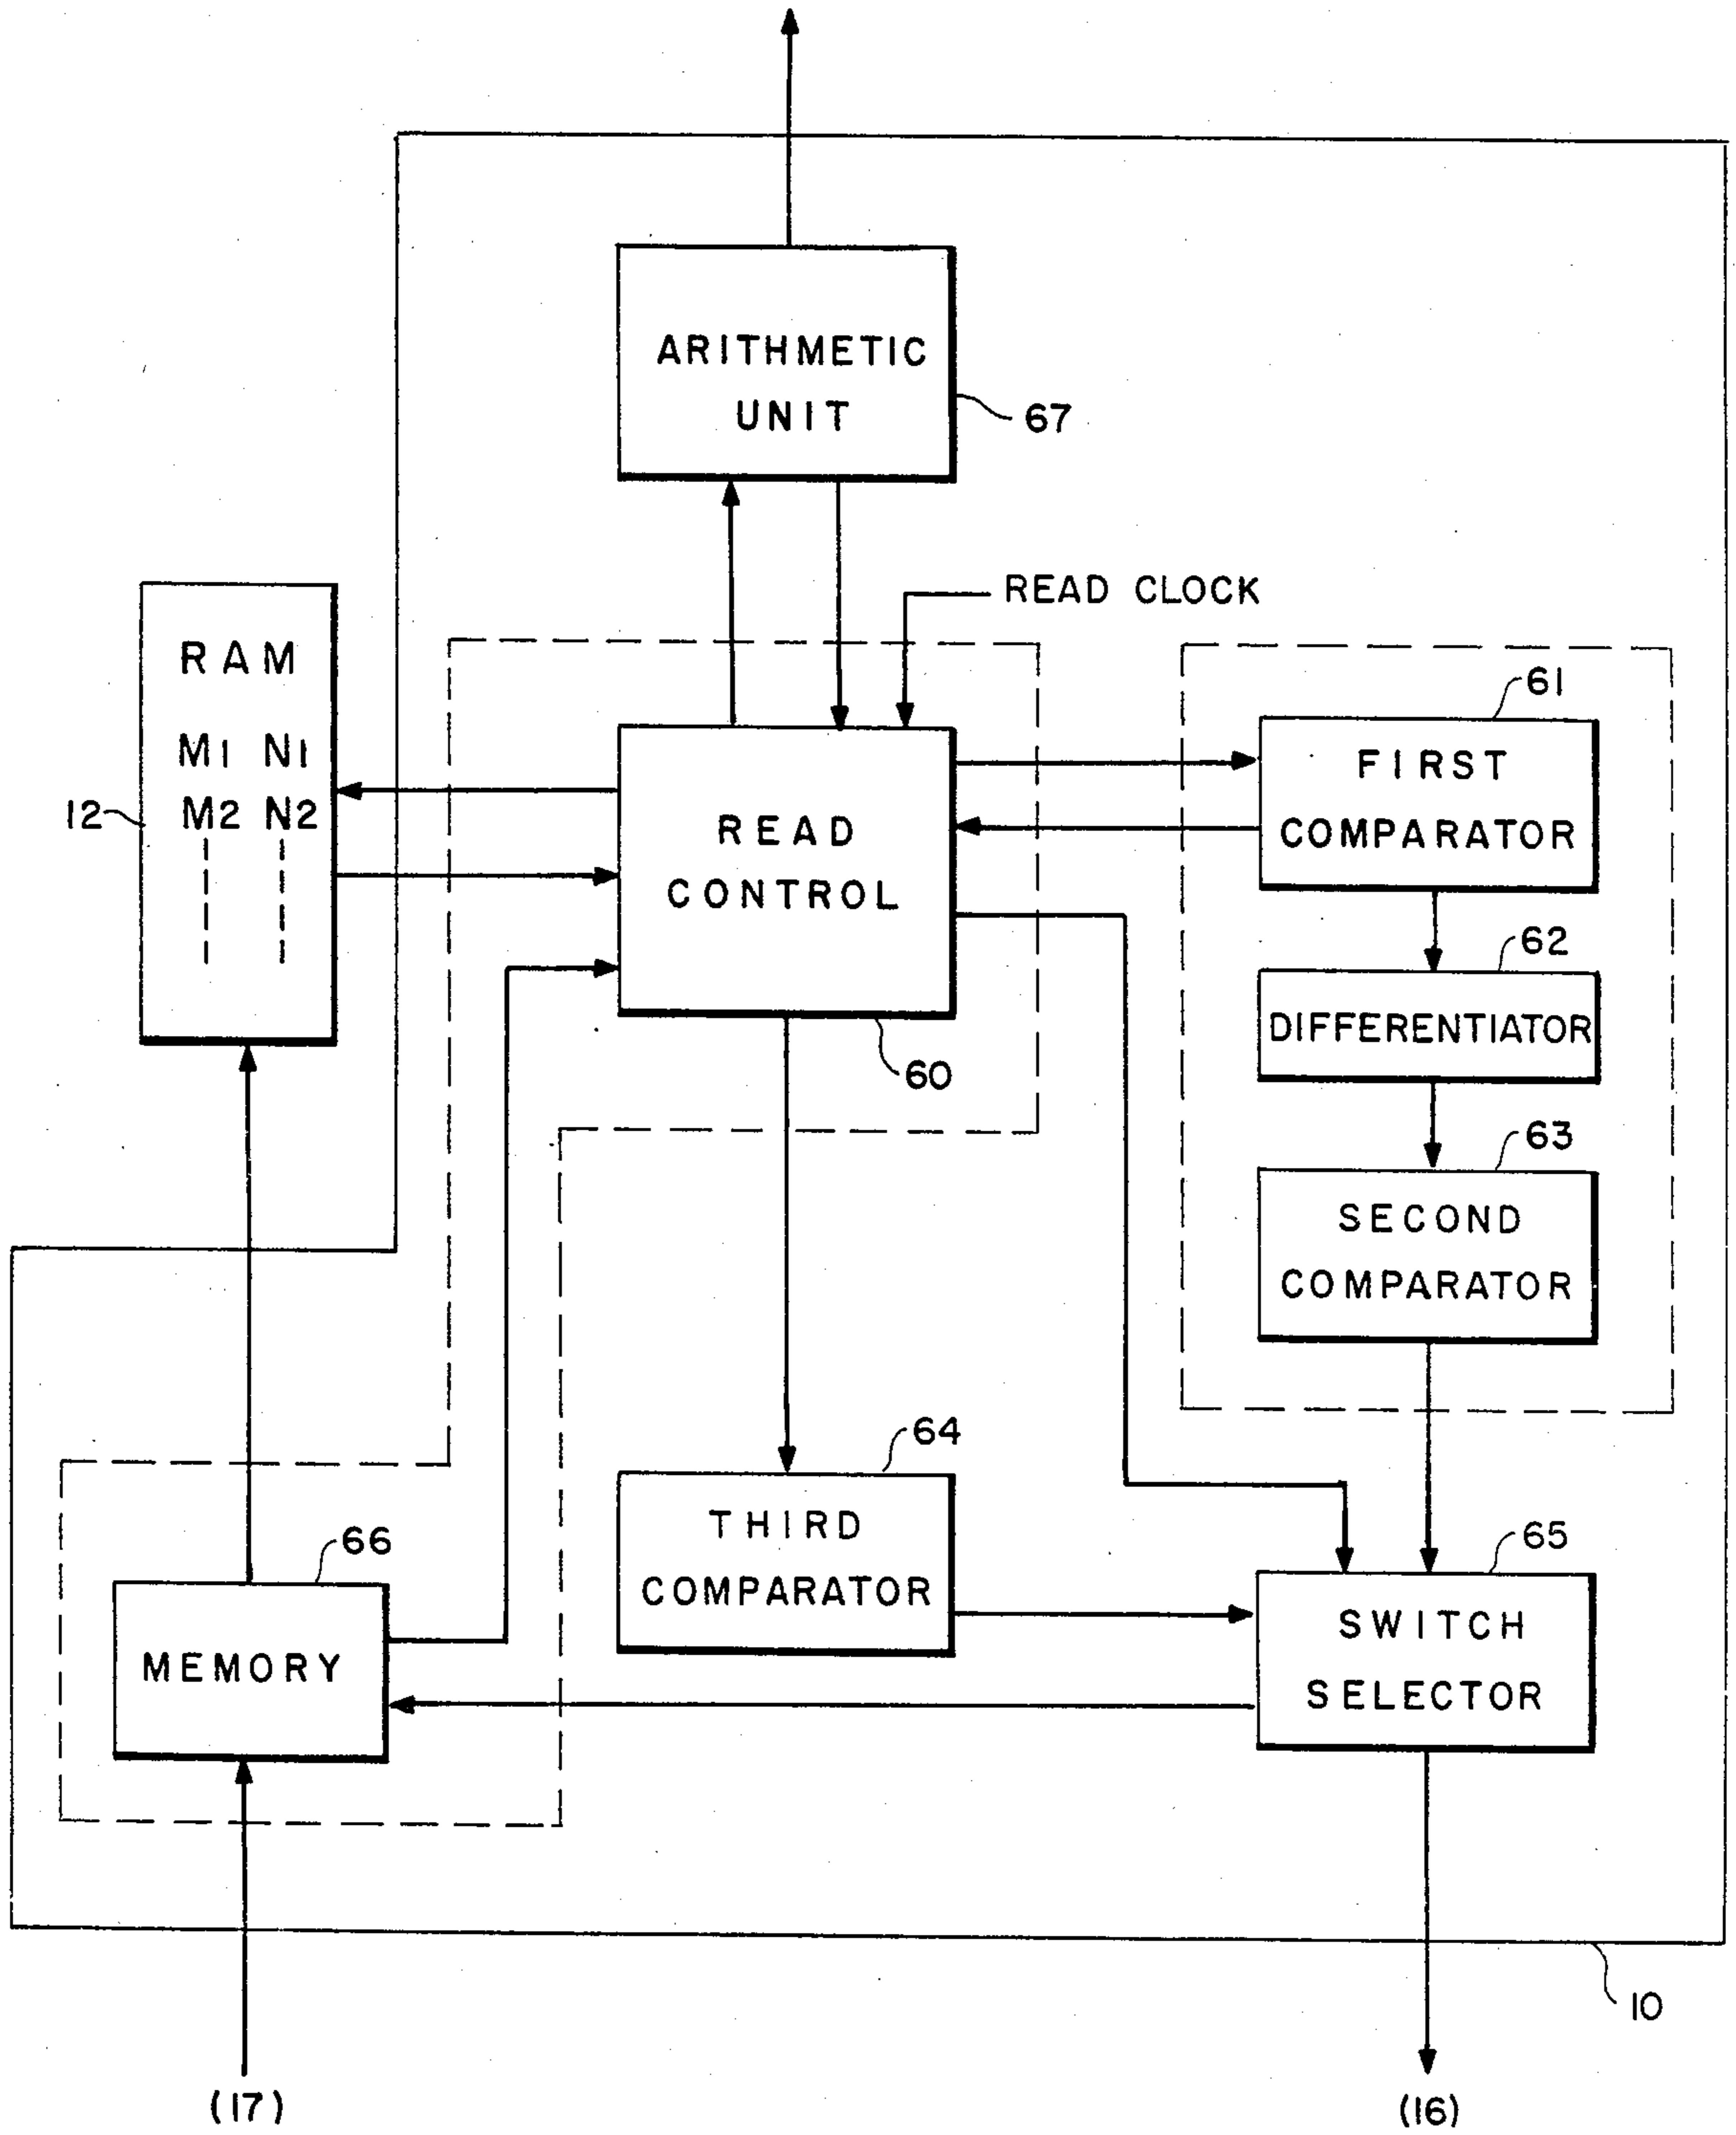 ARITHMETIC
UNIT
67
READ CLOCK
RAM
M1 N1
M2 N2
12
READ
CONTROL
60
61
FIRST
COMPARATOR
62
DIFFERENTIATOR
63
SECOND
COMPARATOR
64
THIRD
COMPARATOR
65
SWITCH
SELECTOR
66
MEMORY
10
(17)
(16)